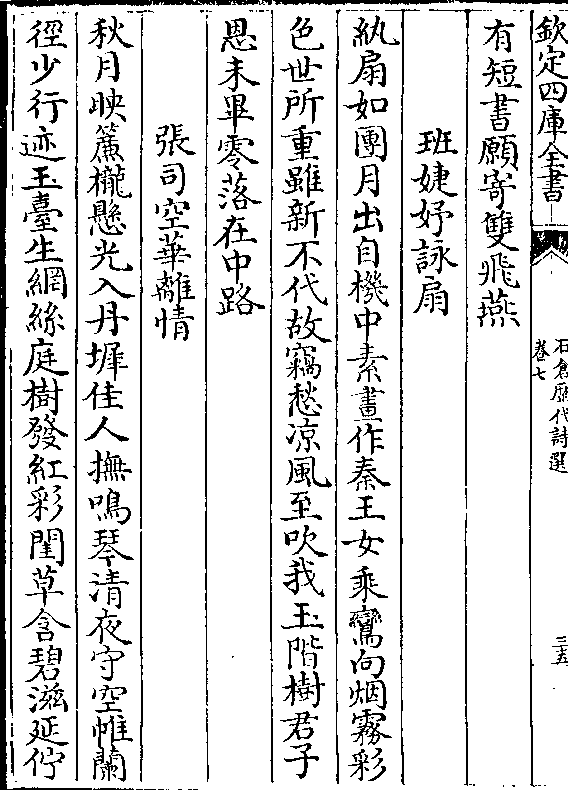 欽定四庫全書
石倉歷代詩選
卷七
三五
有短書願寄雙飛燕
班婕妤詠扇
紈扇如團月出自機中素畫作秦王女乘鸞向烟霧彩
色世所重雖新不代故竊愁凉風至吹我玉階樹君子
恩未畢零落在中路
張司空華離情
秋月映簾櫳懸光入丹墀佳人撫鳴琴清夜守空帷蘭
徑少行迹玉臺生網絲庭樹發紅彩閨草含碧滋延佇